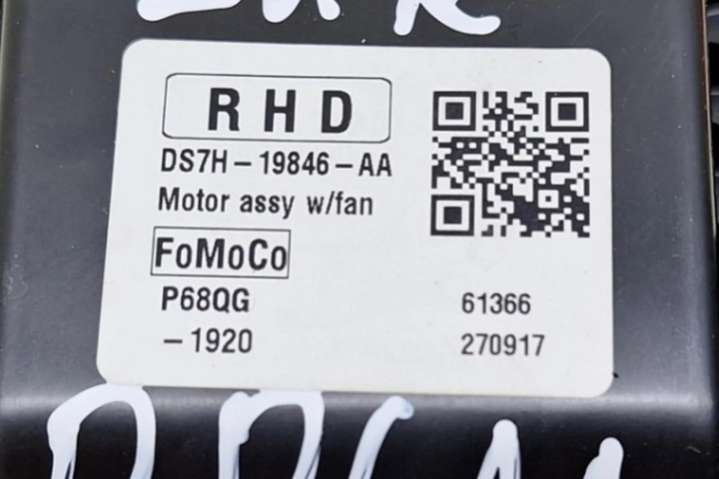 RHD
DS7H-19846-AA
Motor assy w/fan
FoMoCo
P68QG 61366
-1920 270917